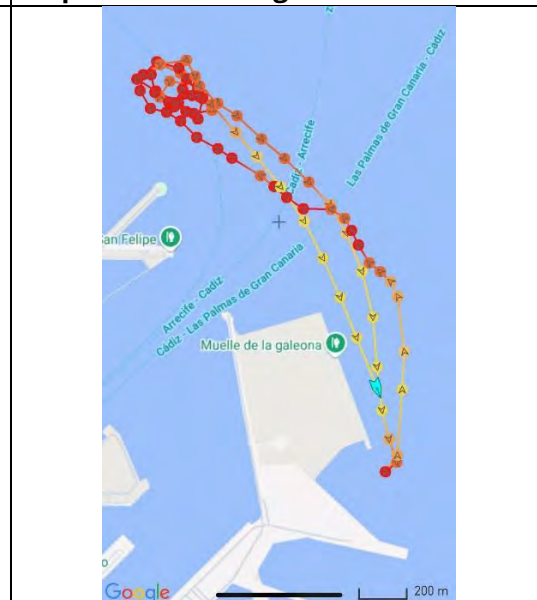 Las Palmas de Gran Canaria - Cádiz
Cádiz - Arrecife
San Felipe
Arrecife - Cadiz
Cádiz - Las Palmas de Gran Canaria
Muelle de la galeona
Google
200 m